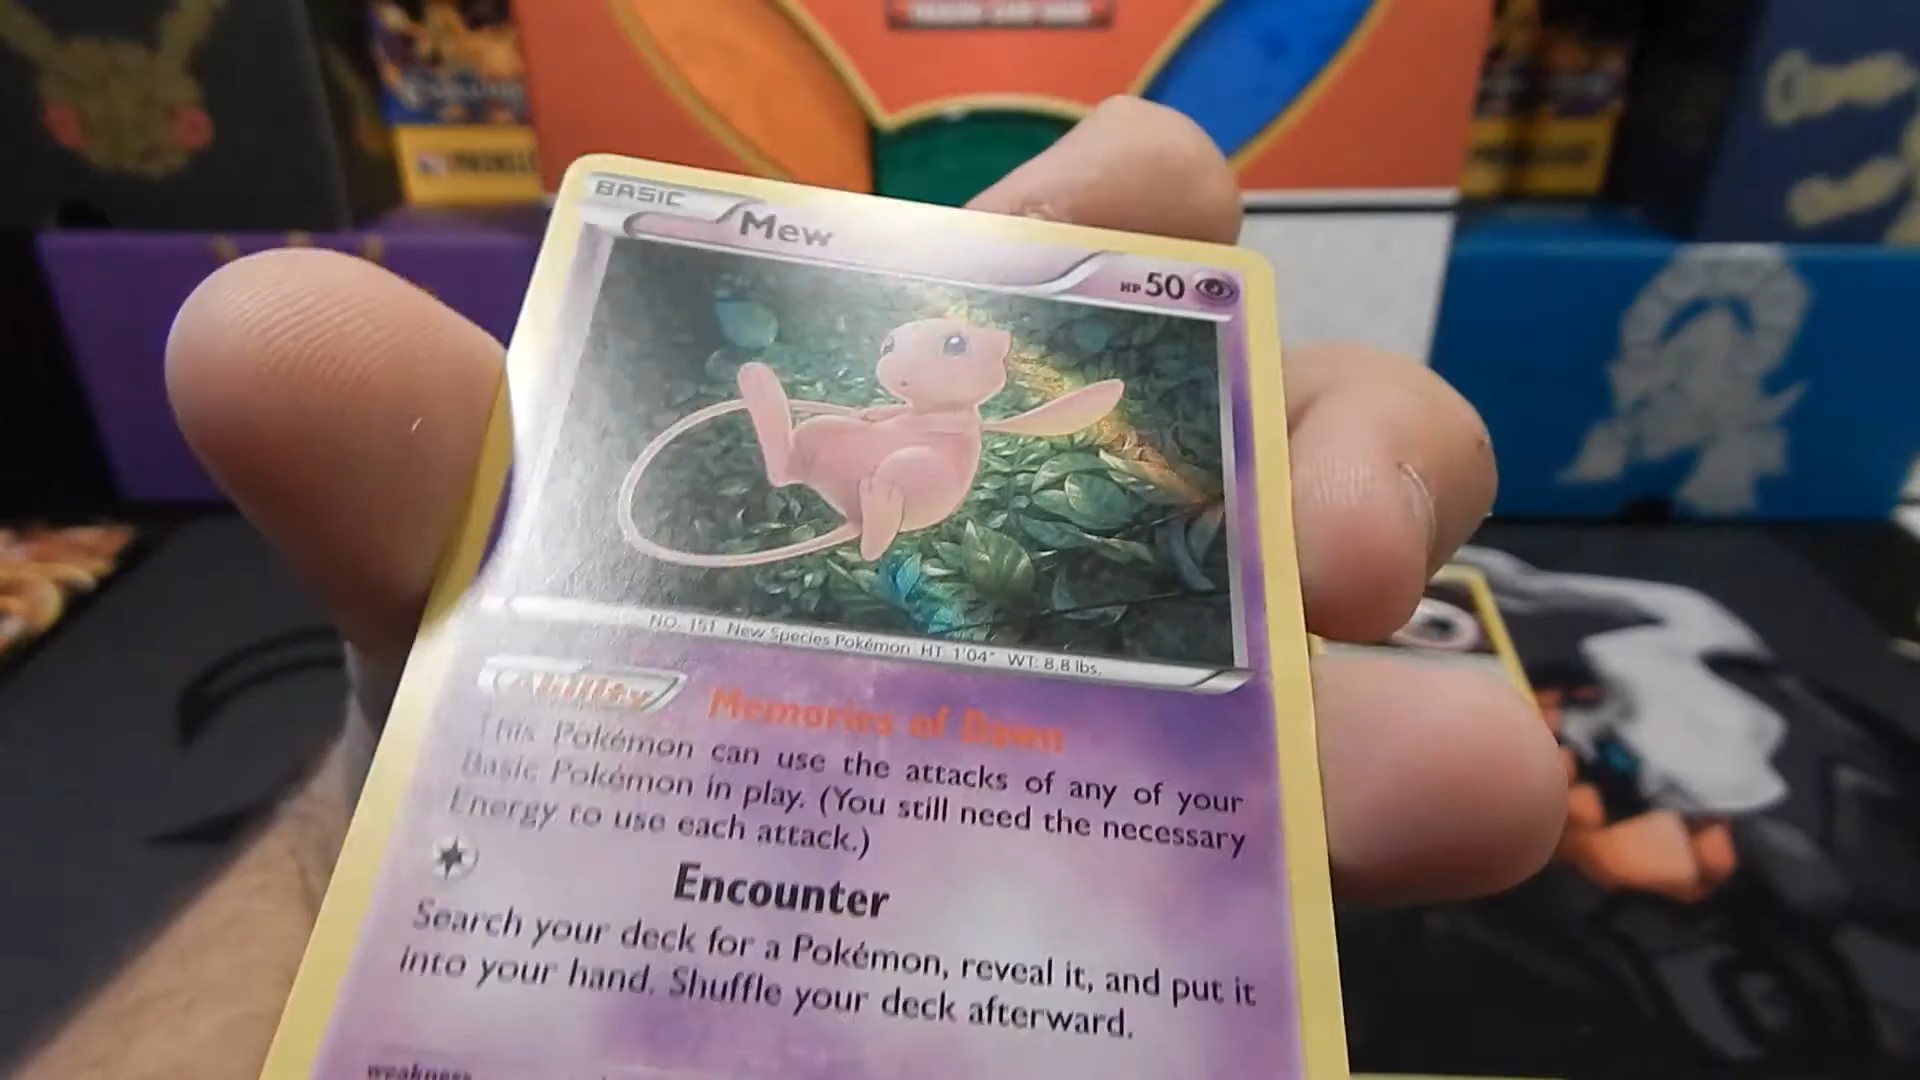 BASIC
Mew
HP 50
NO. 151 New Species Pokémon HT: 1'04" WT: 8.8 lbs.
Ability Memories of Dawn
This Pokémon can use the attacks of any of your
Basic Pokémon in play. (You still need the necessary
Energy to use each attack.)
Encounter
Search your deck for a Pokémon, reveal it, and put it
into your hand. Shuffle your deck afterward.
weakness